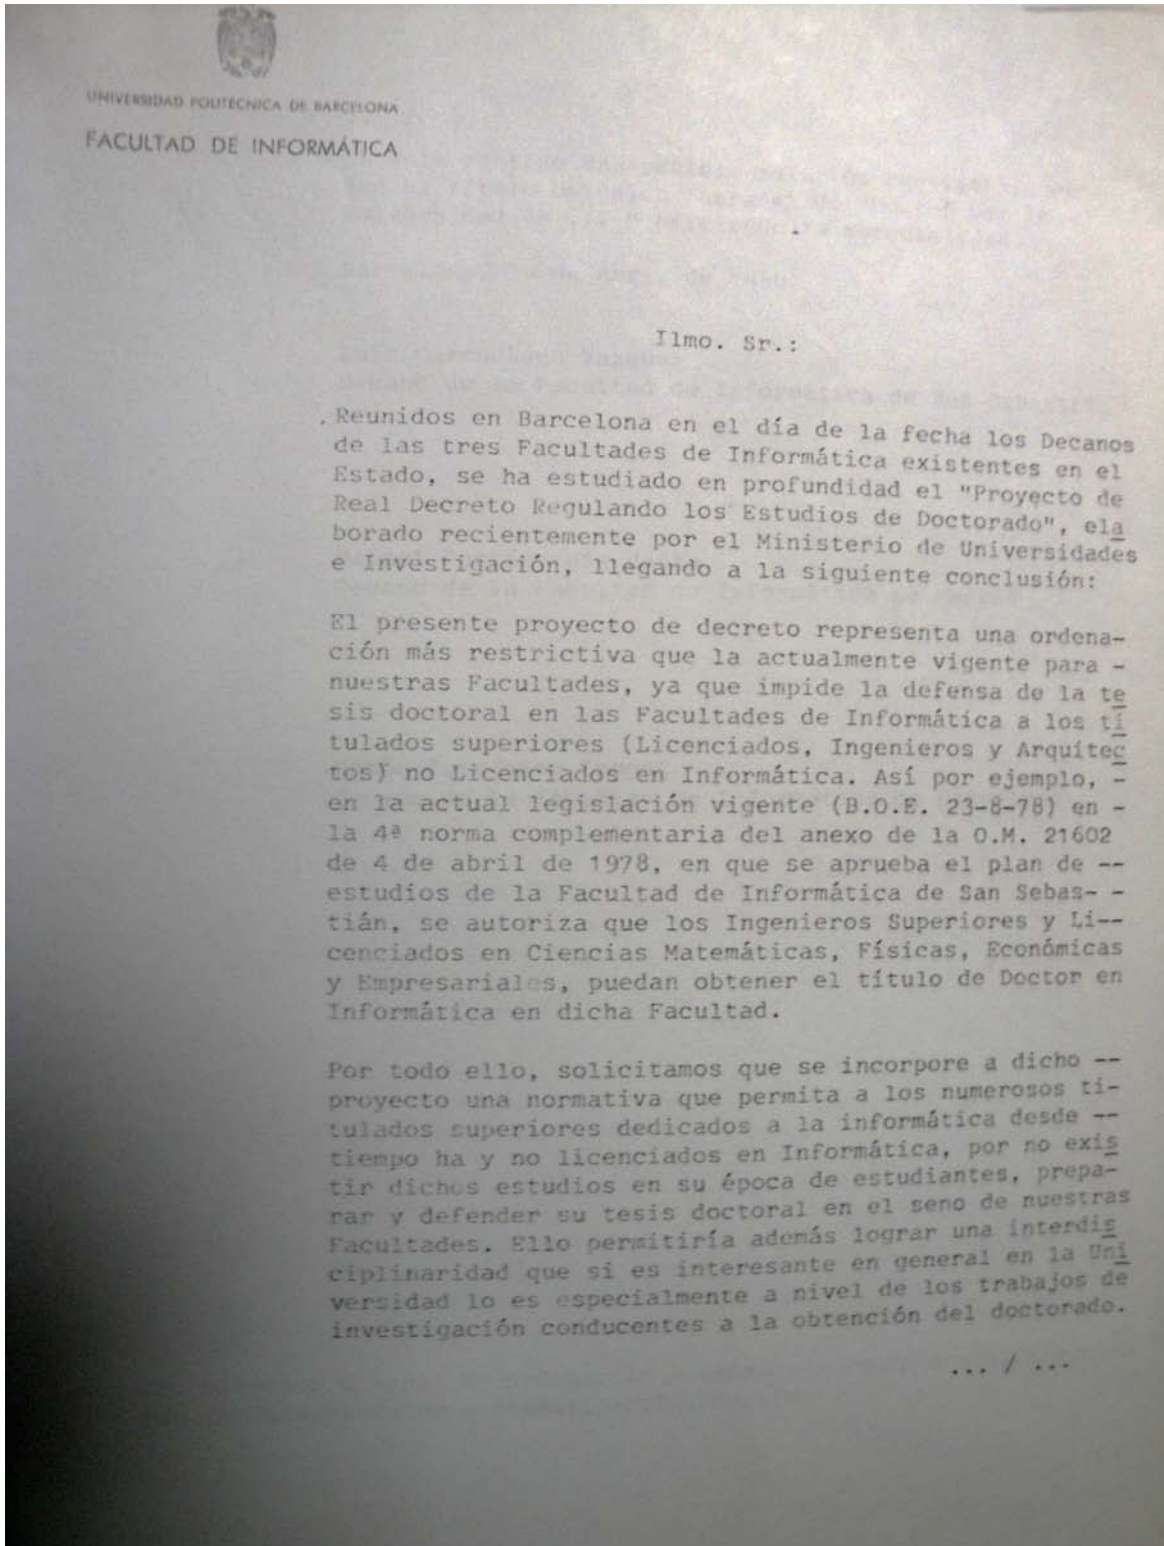 UNIVERSIDAD POLITÉCNICA DE BARCELONA
FACULTAD DE INFORMÁTICA
Ilmo. Sr.:
Reunidos en Barcelona en el día de la fecha los Decanos
de las tres Facultades de Informática existentes en el
Estado, se ha estudiado en profundidad el "Proyecto de
Real Decreto Regulando los Estudios de Doctorado", ela
borado recientemente por el Ministerio de Universidades
e Investigación, llegando a la siguiente conclusión:
El presente proyecto de decreto representa una ordena-
ción más restrictiva que la actualmente vigente para -
nuestras Facultades, ya que impide la defensa de la te
sis doctoral en las Facultades de Informática a los tí
tulados superiores (Licenciados, Ingenieros y Arquitec
tos) no Licenciados en Informática. Así por ejemplo, -
en la actual legislación vigente (B.O.E. 23-8-78) en -
la 4ª norma complementaria del anexo de la O.M. 21602
de 4 de abril de 1978, en que se aprueba el plan de --
estudios de la Facultad de Informática de San Sebas- -
tián, se autoriza que los Ingenieros Superiores y Li--
cenciados en Ciencias Matemáticas, Físicas, Económicas
y Empresariales, puedan obtener el título de Doctor en
Informática en dicha Facultad.
Por todo ello, solicitamos que se incorpore a dicho --
proyecto una normativa que permita a los numerosos ti-
tulados superiores dedicados a la informática desde --
tiempo ha y no licenciados en Informática, por no exis
tir dichos estudios en su época de estudiantes, prepa-
rar y defender su tesis doctoral en el seno de nuestras
Facultades. Ello permitiría además lograr una interdis
ciplinaridad que si es interesante en general en la Uni
versidad lo es especialmente a nivel de los trabajos de
investigación conducentes a la obtención del doctorado.
... / ...